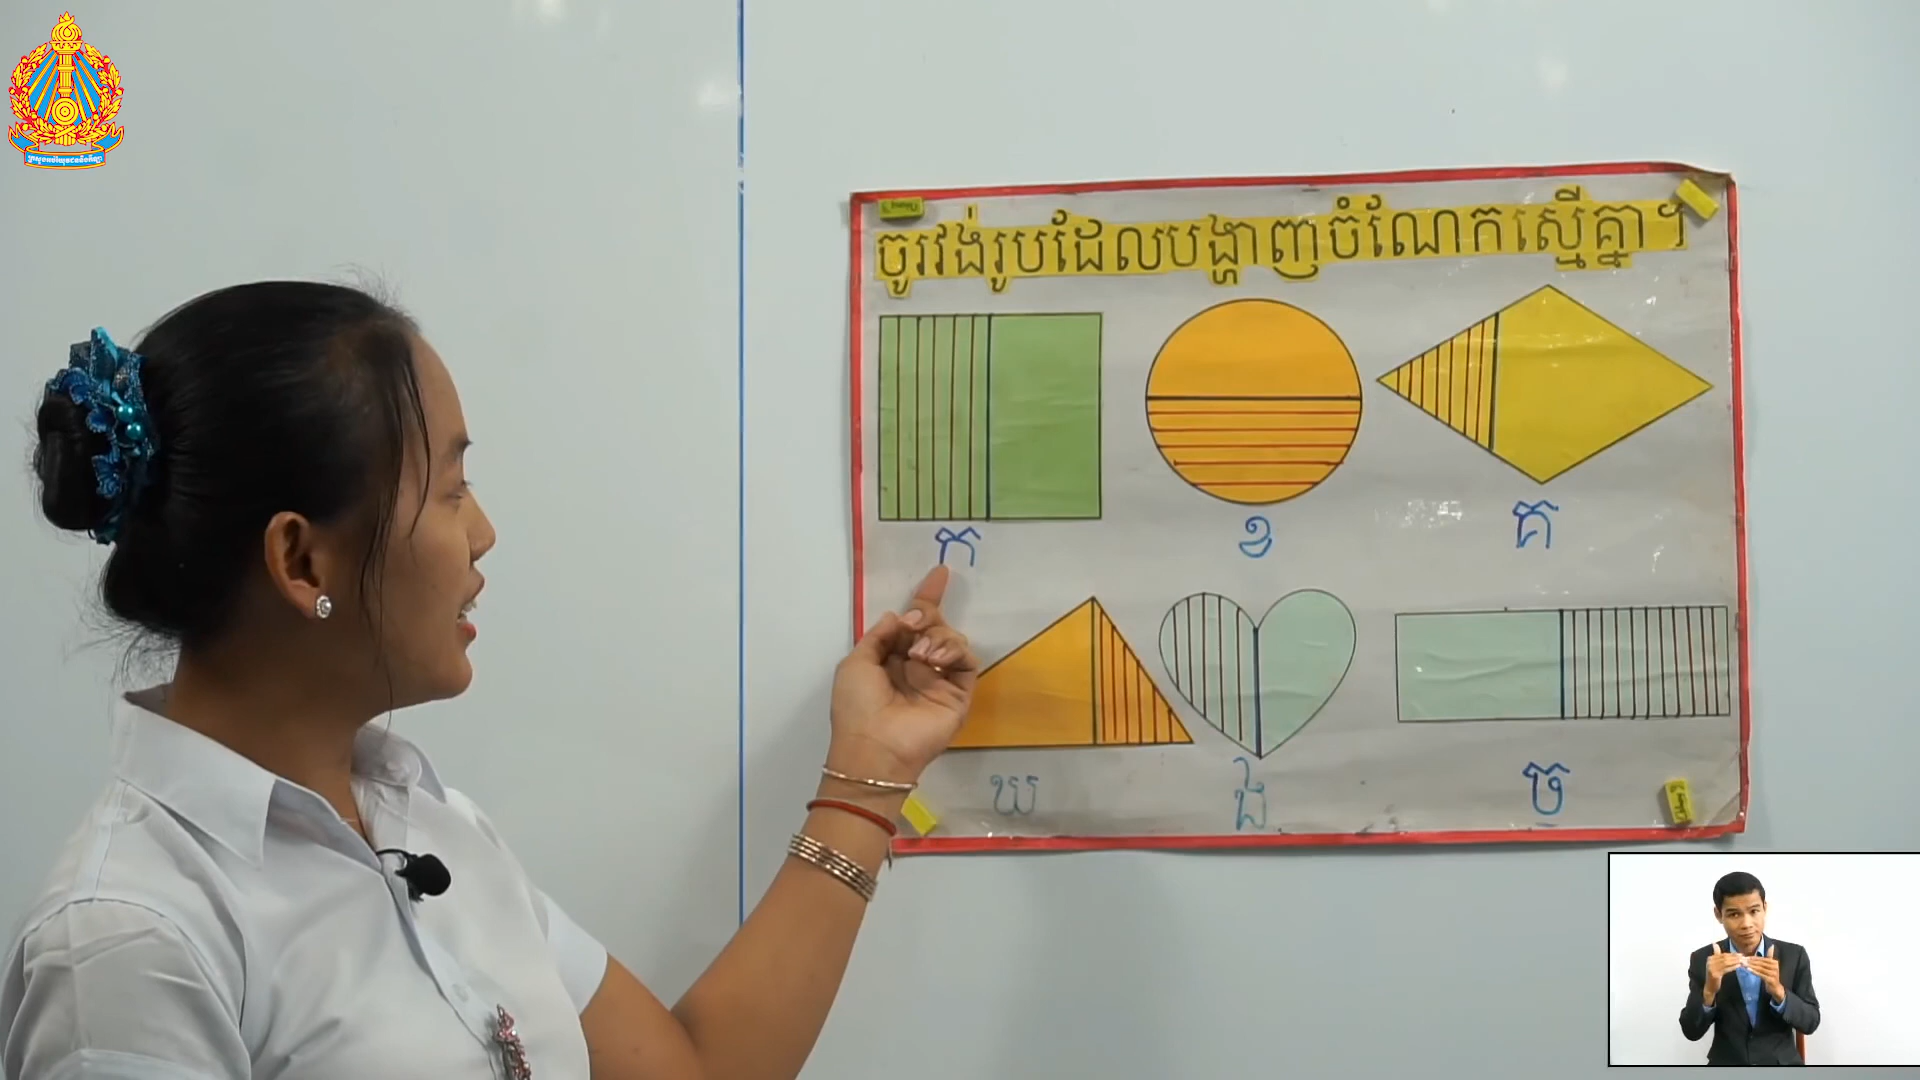 ចូរវង់រូបដែលបង្ហាញចំណែកស្មើគ្នា ។
ក
ខ
គ
ឃ
ង
ច